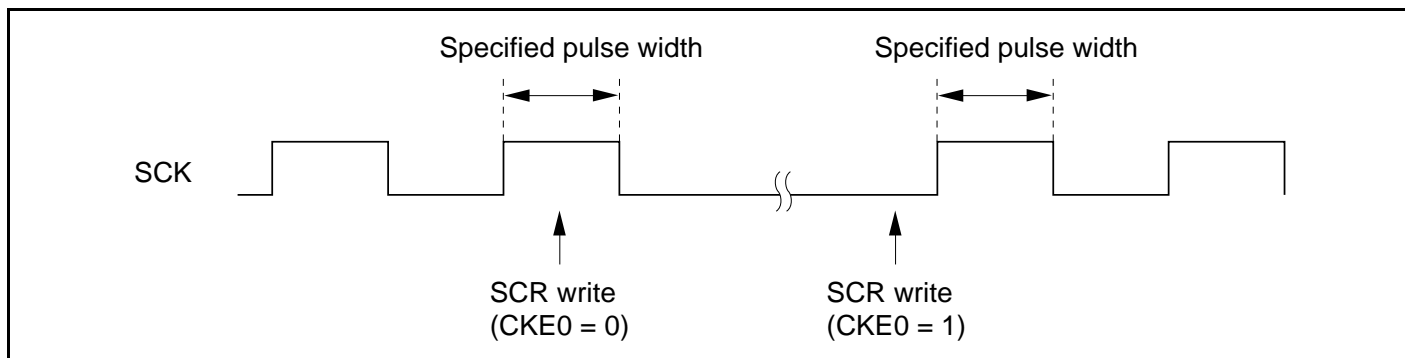 Specified pulse width
Specified pulse width
SCK
SCR write
(CKE0 = 0)
SCR write
(CKE0 = 1)